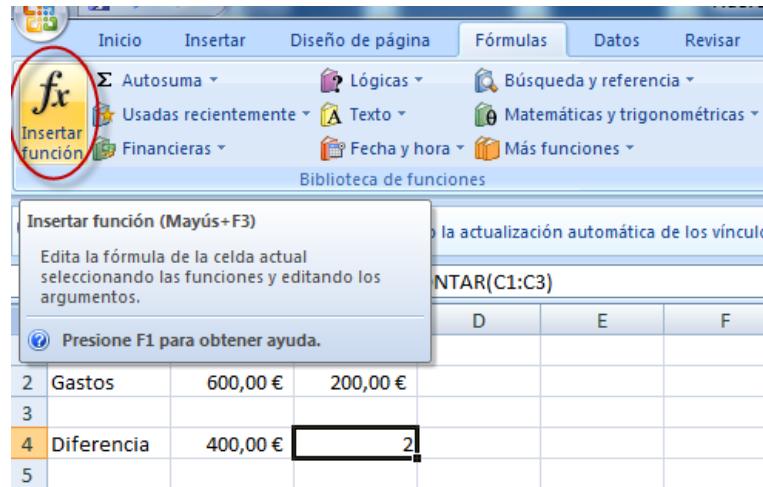 Inicio Insertar Diseño de página Fórmulas Datos Revisar
fx Insertar función
Σ Autosuma Lógicas Búsqueda y referencia
Usadas recientemente Texto Matemáticas y trigonométricas
Financieras Fecha y hora Más funciones
Biblioteca de funciones
Insertar función (Mayús+F3)
la actualización automática de los
Edita la fórmula de la celda actual
seleccionando las funciones y editando los
argumentos.
NTAR(C1:C3)
Presione F1 para obtener ayuda.
D E F
2 Gastos 600,00 € 200,00 €
3
4 Diferencia 400,00 € 2
5